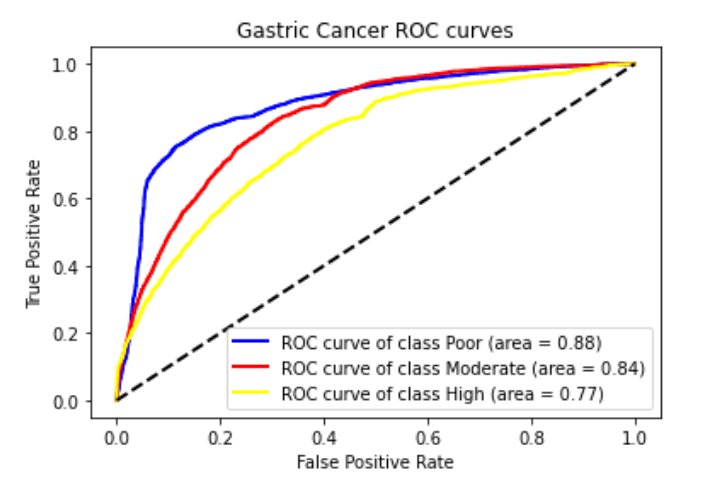 Gastric Cancer ROC curves
True Positive Rate
1.0
0.8
0.6
0.4
0.2
0.0
ROC curve of class Poor (area = 0.88)
ROC curve of class Moderate (area = 0.84)
ROC curve of class High (area = 0.77)
0.0 0.2 0.4 0.6 0.8 1.0
False Positive Rate